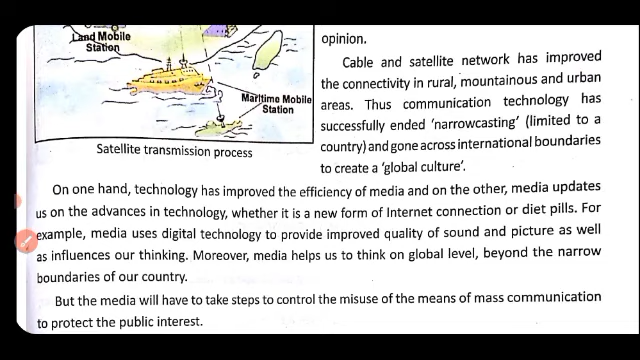 Land Mobile
Station
Maritime Mobile
Station
Satellite transmission process
opinion.
Cable and satellite network has improved
the connectivity in rural, mountainous and urban
areas. Thus communication technology has
successfully ended 'narrowcasting' (limited to a
country) and gone across international boundaries
to create a 'global culture'.
On one hand, technology has improved the efficiency of media and on the other, media updates
us on the advances in technology, whether it is a new form of Internet connection or diet pills. For
example, media uses digital technology to provide improved quality of sound and picture as well
as influences our thinking. Moreover, media helps us to think on global level, beyond the narrow
boundaries of our country.
But the media will have to take steps to control the misuse of the means of mass communication
to protect the public interest.